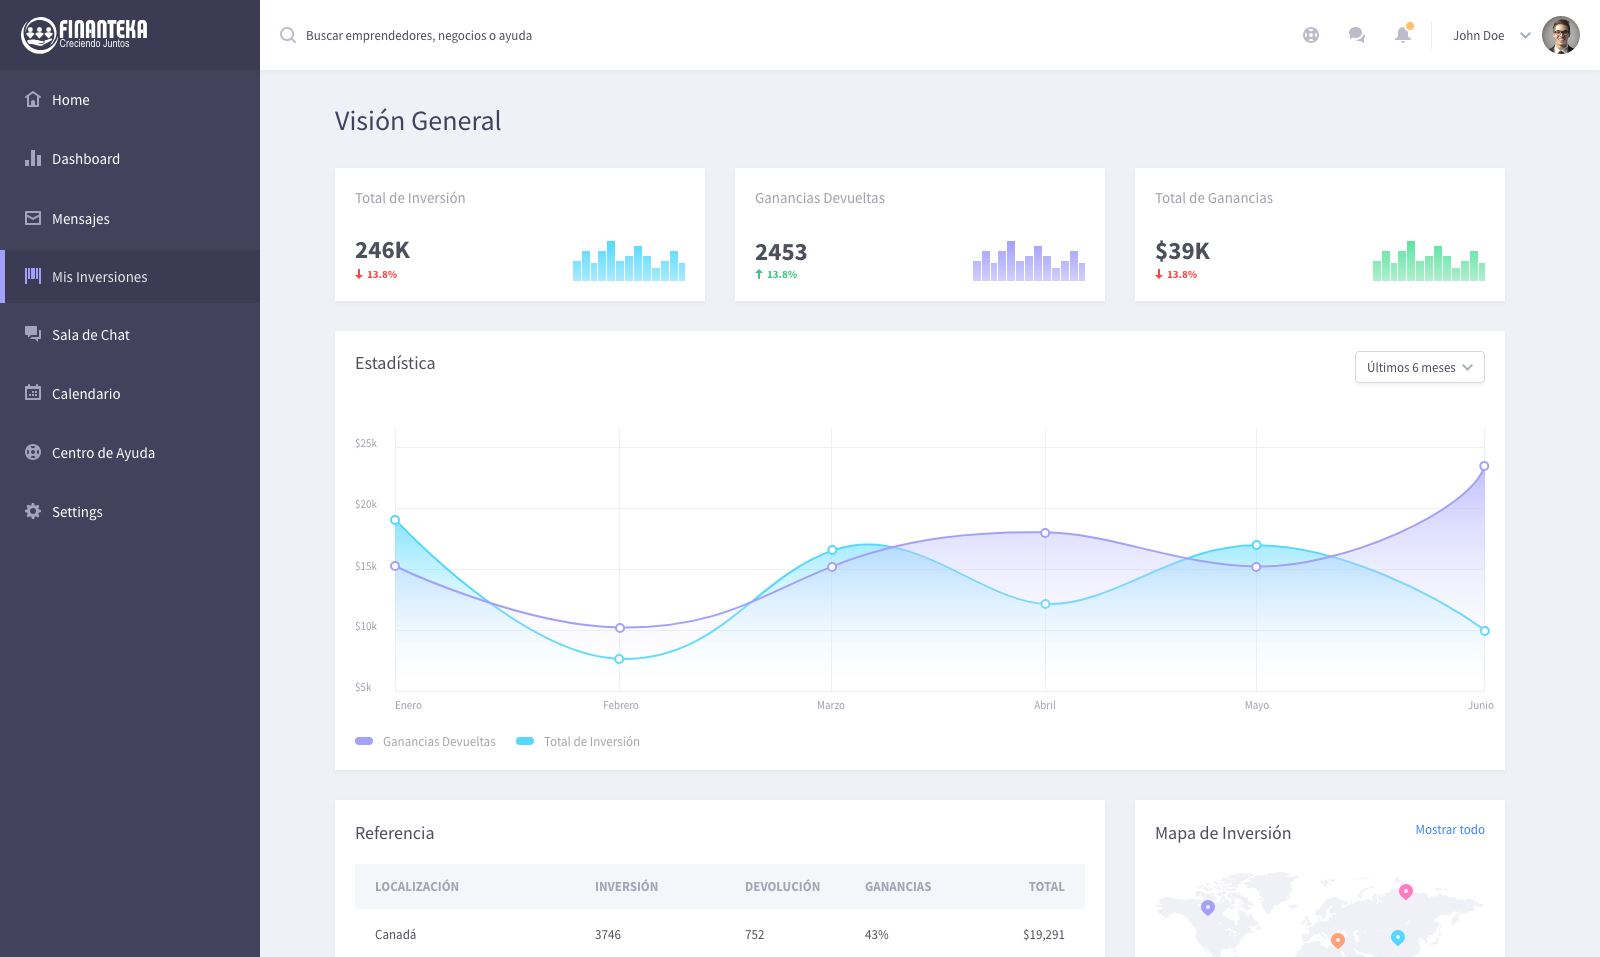 FINANTEKA
Creciendo Juntos
Buscar emprendedores, negocios o ayuda
John Doe
Home
Dashboard
Mensajes
Mis Inversiones
Sala de Chat
Calendario
Centro de Ayuda
Settings
Visión General
Total de Inversión
246K
13.8%
Ganancias Devueltas
2453
13.8%
Total de Ganancias
$39K
13.8%
Estadística
Últimos 6 meses
$25k
$20k
$15k
$10k
$5k
Enero Febrero Marzo Abril Mayo Junio
Ganancias Devueltas Total de Inversión
Referencia
LOCALIZACIÓN INVERSIÓN DEVOLUCIÓN GANANCIAS TOTAL
Canadá 3746 752 43% $19,291
Mapa de Inversión
Mostrar todo